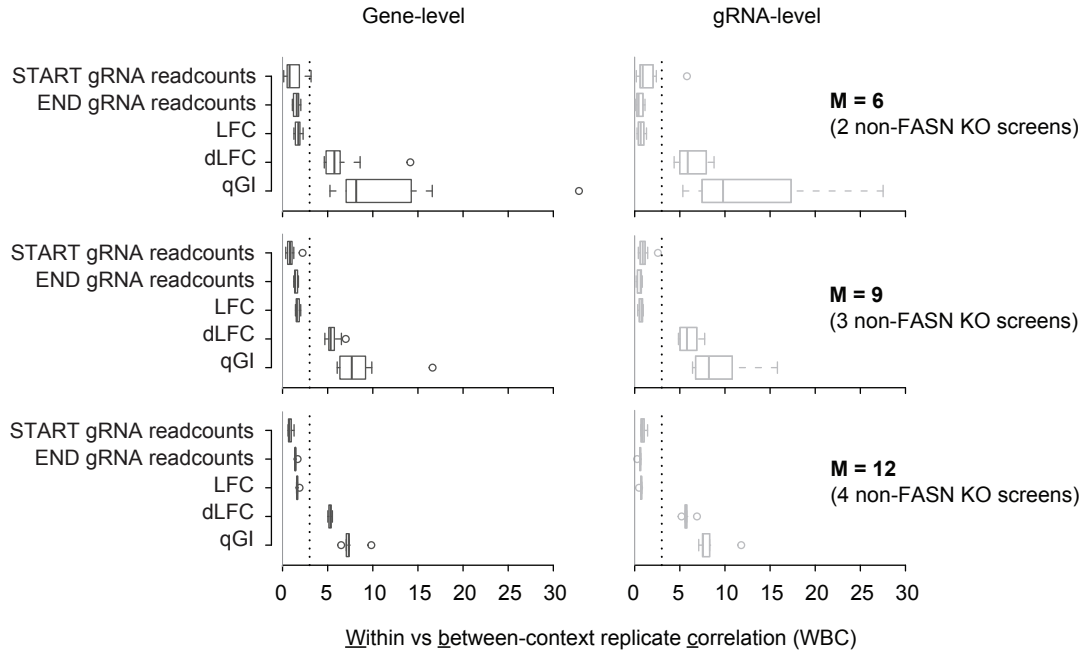 Gene-level gRNA-level
START gRNA readcounts
END gRNA readcounts
LFC
dLFC
qGI
M = 6
(2 non-FASN KO screens)
START gRNA readcounts
END gRNA readcounts
LFC
dLFC
qGI
M = 9
(3 non-FASN KO screens)
START gRNA readcounts
END gRNA readcounts
LFC
dLFC
qGI
M = 12
(4 non-FASN KO screens)
0 5 10 15 20 25 30 0 5 10 15 20 25 30
Within vs between-context replicate correlation (WBC)